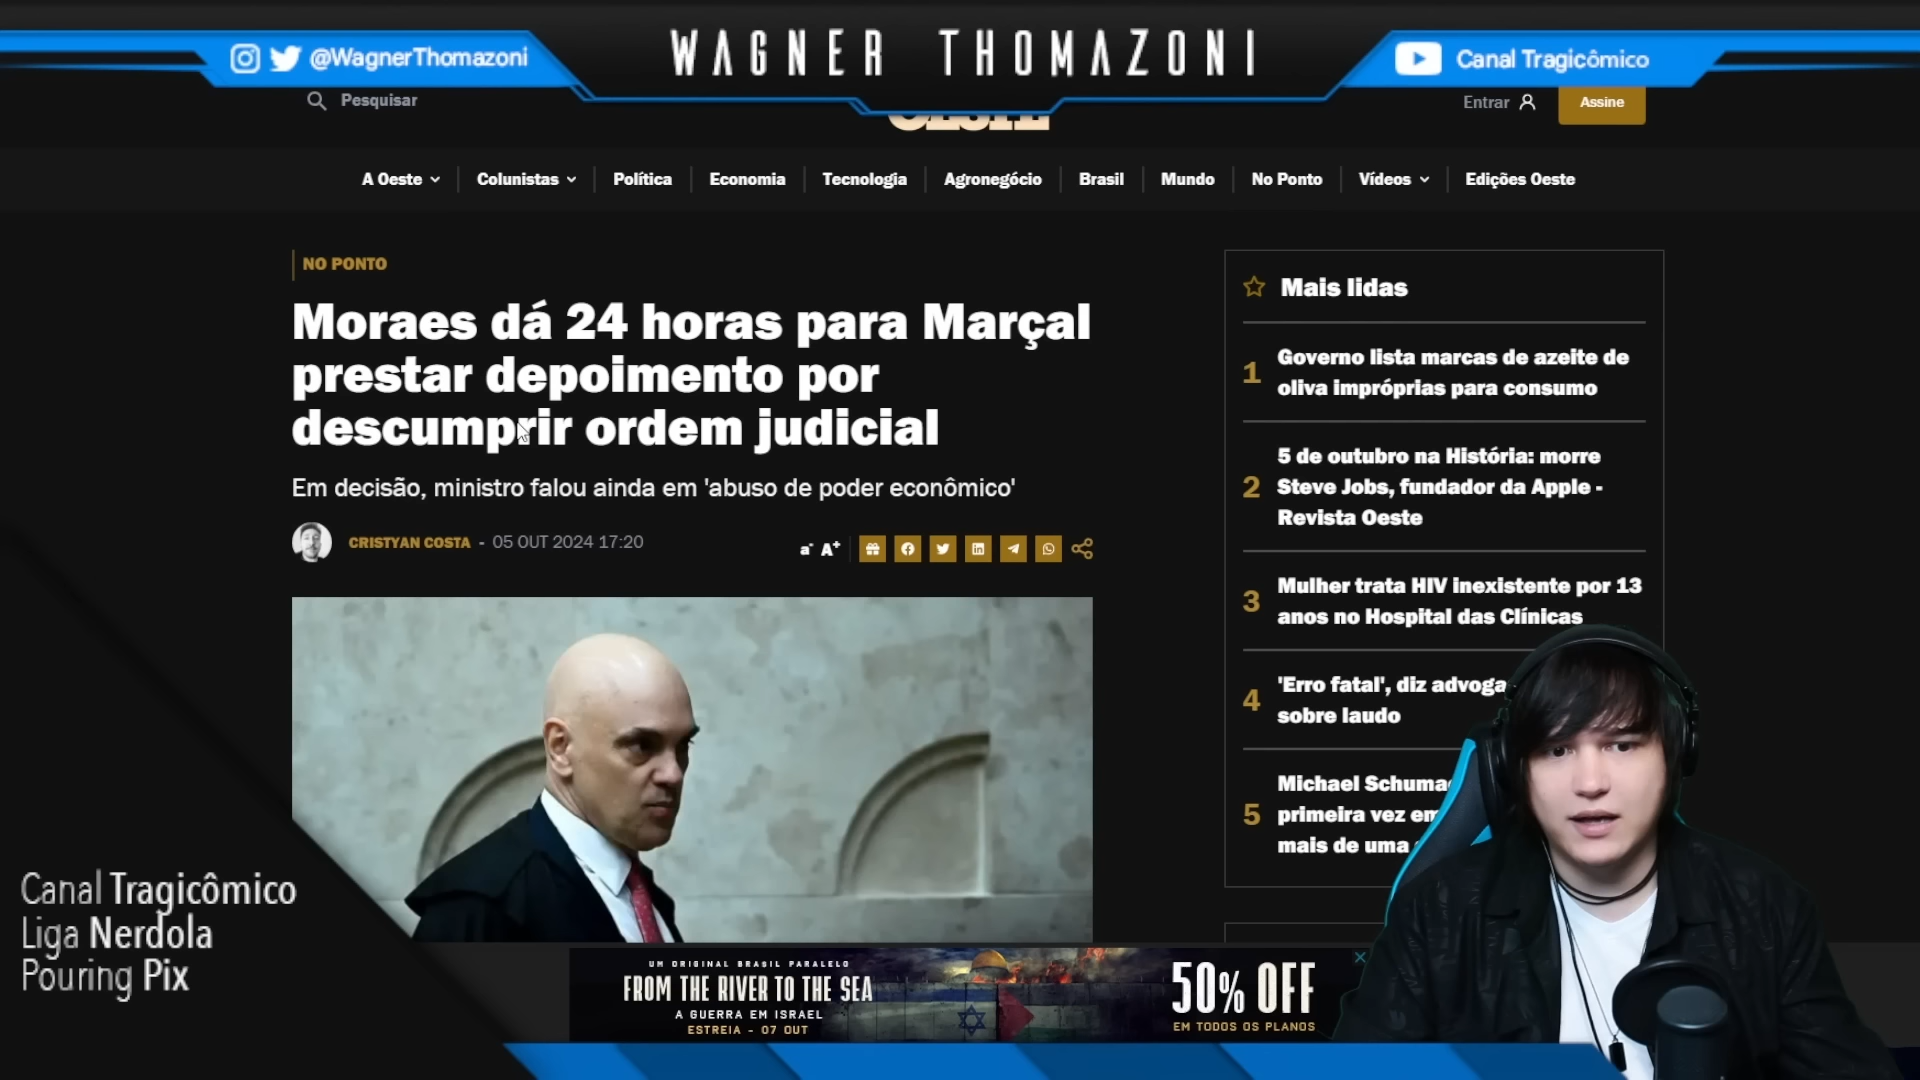 WAGNER THOMAZONI
@WagnerThomazoni
Canal Tragicômico
Pesquisar
OESTE
Entrar
Assine
A Oeste
Colunistas
Política
Economia
Tecnologia
Agronegócio
Brasil
Mundo
No Ponto
Vídeos
Edições Oeste
NO PONTO
Moraes dá 24 horas para Marçal
prestar depoimento por
descumprir ordem judicial
Em decisão, ministro falou ainda em 'abuso de poder econômico'
CRISTYAN COSTA - 05 OUT 2024 17:20
a- A+
Mais lidas
1 Governo lista marcas de azeite de
oliva impróprias para consumo
2 5 de outubro na História: morre
Steve Jobs, fundador da Apple -
Revista Oeste
3 Mulher trata HIV inexistente por 13
anos no Hospital das Clínicas
4 'Erro fatal', diz advoga
sobre laudo
5 Michael Schuma
primeira vez em
mais de uma
Canal Tragicômico
Liga Nerdola
Pouring Pix
UM ORIGINAL BRASIL PARALELO
FROM THE RIVER TO THE SEA
A GUERRA EM ISRAEL
ESTREIA - 07 OUT
50% OFF
EM TODOS OS PLANOS